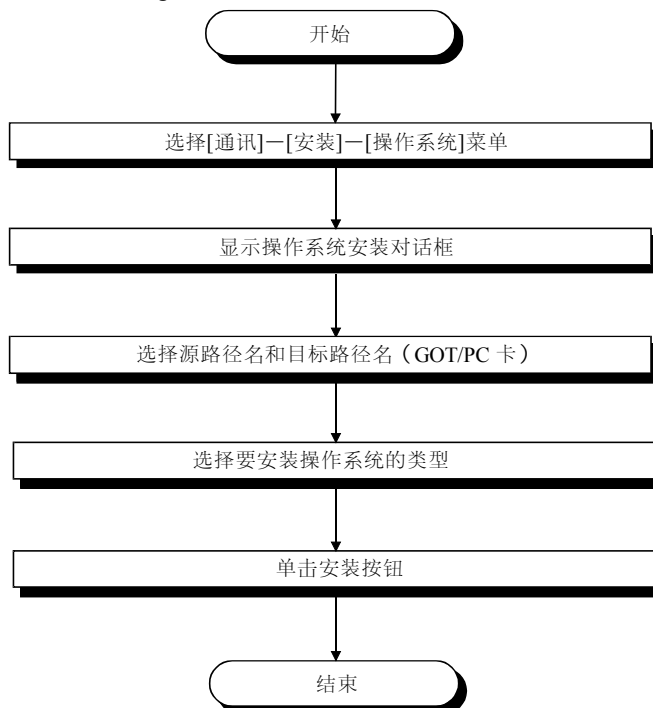 开始
选择[通讯]－[安装]－[操作系统]菜单
显示操作系统安装对话框
选择源路径名和目标路径名（GOT/PC 卡）
选择要安装操作系统的类型
单击安装按钮
结束